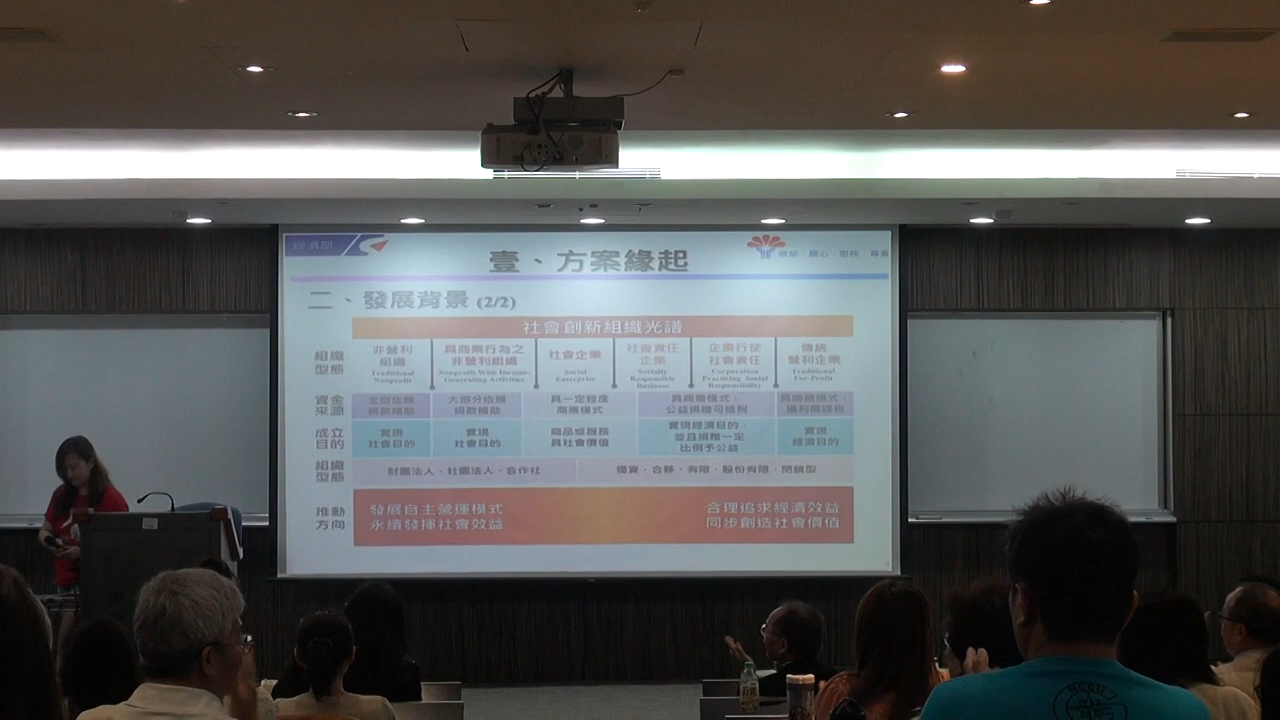 經濟部
壹、方案緣起
二、發展背景 (2/2)
社會創新組織光譜
組織
型態
非營利
組織
Traditional
Nonprofit
具商業行為之
非營利組織
Nonprofit With Income-
Generating Activities
社會企業
Social
Enterprise
社會責任
企業
Socially
Responsible
Business
企業行使
社會責任
Corporation
Practicing Social
Responsibility
傳統
營利企業
Traditional
For-Profit
資金
來源
全部依賴
捐款補助
大部分依賴
捐款補助
具一定程度
商業模式
具商業模式,
公益捐贈可抵稅
具商業模式,
獲利應課稅
成立
目的
實現
社會目的
實現
社會目的
商品或服務
具社會價值
實現經濟目的,
並且捐贈一定
比例予公益
實現
經濟目的
組織
型態
財團法人、社團法人、合作社
獨資、合夥、有限、股份有限、閉鎖型
推動
方向
發展自主營運模式
永續發揮社會效益
合理追求經濟效益
同步創造社會價值